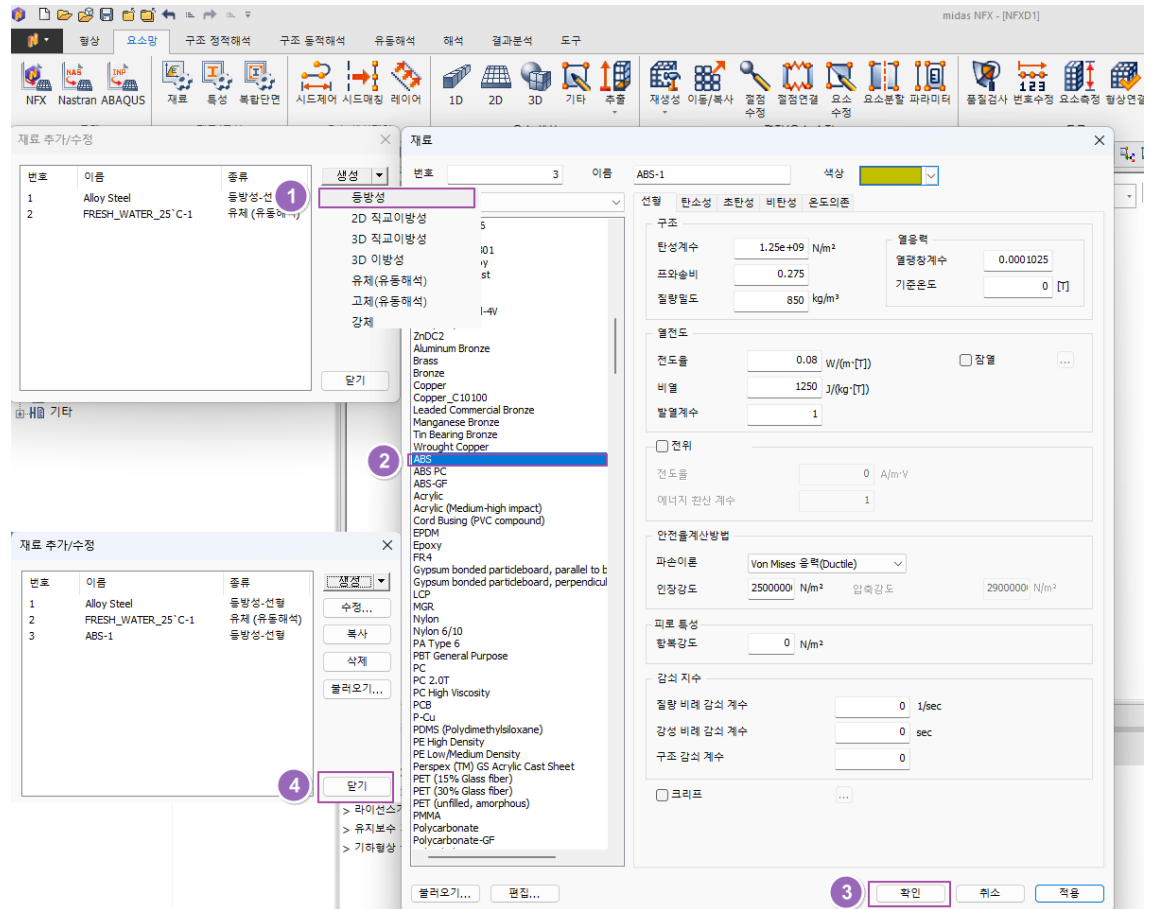 midas NFX - [NFXD1]
형상 요소망 구조 정적해석 구조 동적해석 유동해석 해석 결과분석 도구
NAS INP
NFX Nastran ABAQUS 재료 특성 복합단면 시드제어 시드매칭 레이어 1D 2D 3D 기타 추출 재생성 이동/복사 절점 수정 절점연결 요소 수정 요소분할 파라미터 품질검사 번호수정 요소측정 형상연결
재료 추가/수정
번호 이름 종류
1 Alloy Steel 등방성-선
2 FRESH_WATER_25`C-1 유체 (유동해석)
생성
1
등방성
2D 직교이방성
3D 직교이방성
3D 이방성
유체(유동해석)
고체(유동해석)
강체
닫기
기타
재료
번호 3 이름 ABS-1 색상
선형 탄소성 초탄성 비탄성 온도의존
ZnDC2
Aluminum Bronze
Brass
Bronze
Copper
Copper_C10100
Leaded Commercial Bronze
Manganese Bronze
Tin Bearing Bronze
Wrought Copper
2
ABS
ABS PC
ABS-GF
Acrylic
Acrylic (Medium-high impact)
Cord Busing (PVC compound)
EPDM
Epoxy
FR4
Gypsum bonded particleboard, parallel to b
Gypsum bonded particleboard, perpendicul
LCP
MGR
Nylon
Nylon 6/10
PA Type 6
PBT General Purpose
PC
PC 2.0T
PC High Viscosity
PCB
P-Cu
PDMS (Polydimethylsiloxane)
PE High Density
PE Low/Medium Density
Perspex (TM) GS Acrylic Cast Sheet
PET (15% Glass fiber)
PET (30% Glass fiber)
PET (unfilled, amorphous)
PMMA
Polycarbonate
Polycarbonate-GF
불러오기... 편집...
구조
탄성계수 1.25e+09 N/m²
프와송비 0.275
질량밀도 850 kg/m³
열응력
열팽창계수 0.0001025
기준온도 0 [T]
열전도
전도율 0.08 W/(m·[T]) 잠열 ...
비열 1250 J/(kg·[T])
발열계수 1
전위
전도율 0 A/m·V
에너지 환산 계수 1
안전율계산방법
파손이론 Von Mises 응력(Ductile)
인장강도 2500000 N/m² 압축강도 2900000 N/m²
피로 특성
항복강도 0 N/m²
감쇠 지수
질량 비례 감쇠 계수 0 1/sec
강성 비례 감쇠 계수 0 sec
구조 감쇠 계수 0
크리프 ...
3 확인 취소 적용
재료 추가/수정
번호 이름 종류
1 Alloy Steel 등방성-선형
2 FRESH_WATER_25`C-1 유체 (유동해석)
3 ABS-1 등방성-선형
생성
수정...
복사
삭제
불러오기...
4 닫기
> 라이선스
> 유지보수
> 기하형상